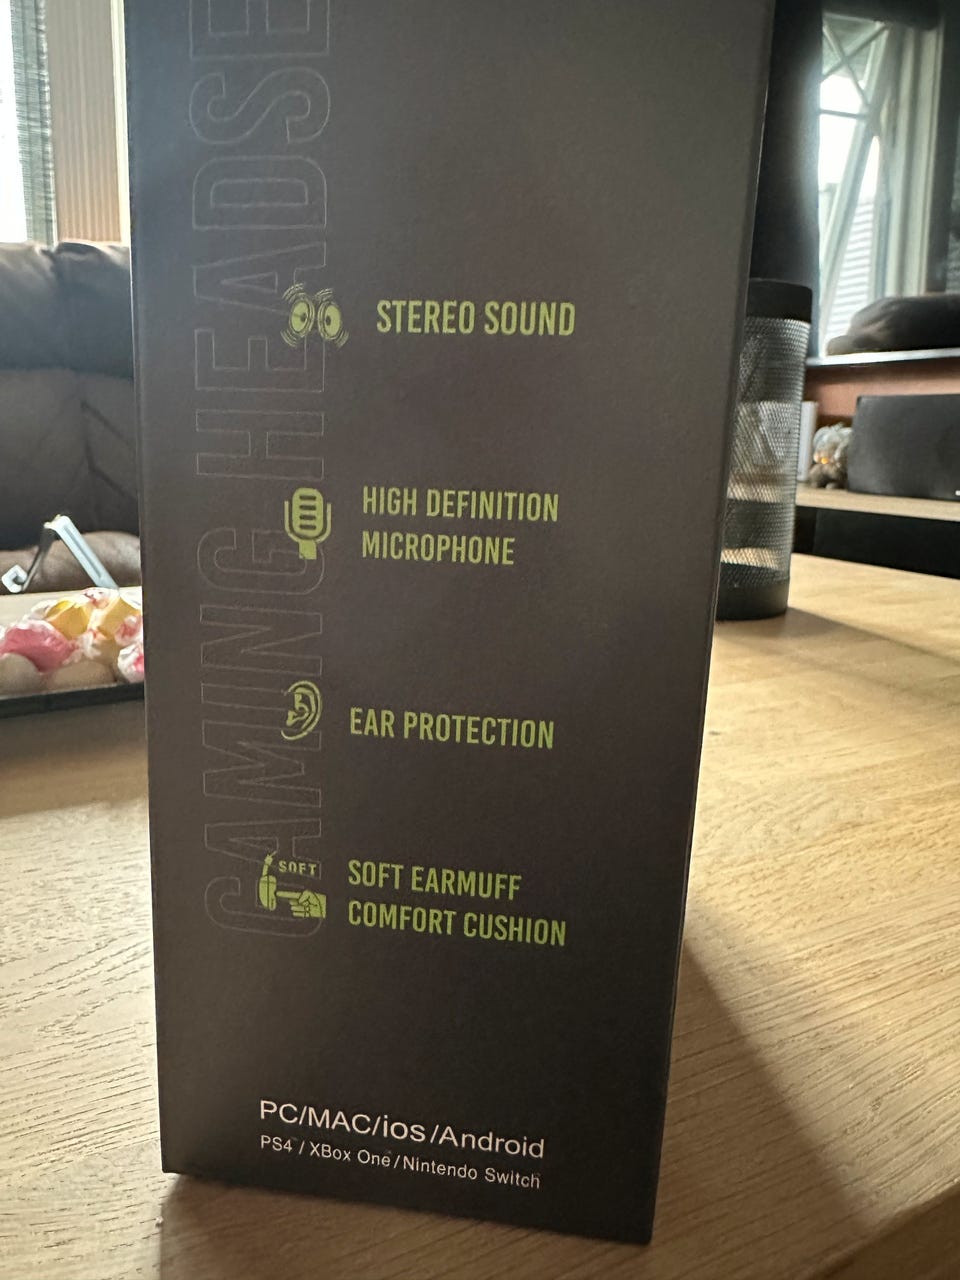 GAMING HEADSE
STEREO SOUND
HIGH DEFINITION
MICROPHONE
EAR PROTECTION
SOFT
SOFT EARMUFF
COMFORT CUSHION
PC/MAC/ios/Android
PS4/XBox One/Nintendo Switch